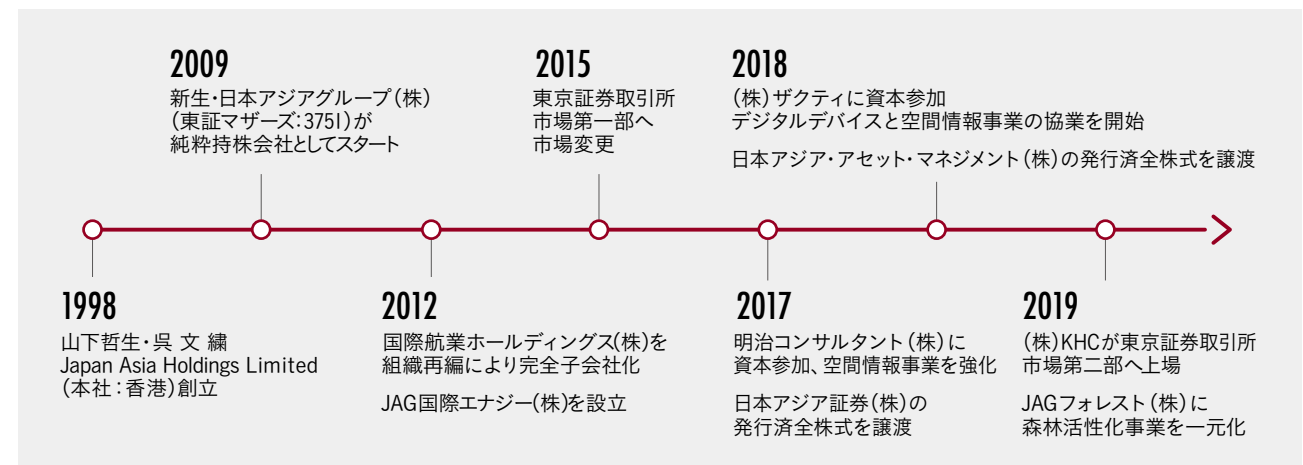 2009
新生・日本アジアグループ(株)
(東証マザーズ:3751)が
純粋持株会社としてスタート
2015
東京証券取引所
市場第一部へ
市場変更
2018
(株)ザクティに資本参加
デジタルデバイスと空間情報事業の協業を開始
日本アジア・アセット・マネジメント(株)の発行済全株式を譲渡
1998
山下哲生・呉 文 繍
Japan Asia Holdings Limited
(本社:香港)創立
2012
国際航業ホールディングス(株)を
組織再編により完全子会社化
JAG国際エナジー(株)を設立
2017
明治コンサルタント(株)に
資本参加、空間情報事業を強化
日本アジア証券(株)の
発行済全株式を譲渡
2019
(株)KHCが東京証券取引所
市場第二部へ上場
JAGフォレスト(株)に
森林活性化事業を一元化